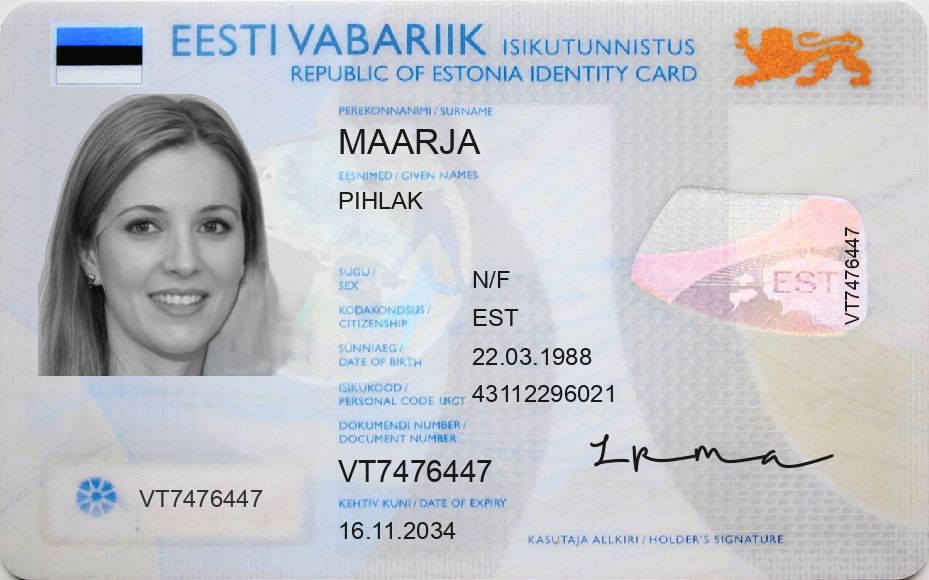 EESTI VABARIIK ISIKUTUNNISTUS
REPUBLIC OF ESTONIA IDENTITY CARD
PEREKONNANIMI / SURNAME
MAARJA
EESNIMED / GIVEN NAMES
PIHLAK
SUGU /
SEX
N/F
KODAKONDSUS /
CITIZENSHIP
EST
SÜNNIAEG /
DATE OF BIRTH
22.03.1988
ISIKUKOOD /
PERSONAL CODE
43112296021
DOKUMENDI NUMBER /
DOCUMENT NUMBER
VT7476447
KEHTIV KUNI / DATE OF EXPIRY
16.11.2034
VT7476447
EST
VT7476447
KASUTAJA ALLKIRI / HOLDER'S SIGNATURE